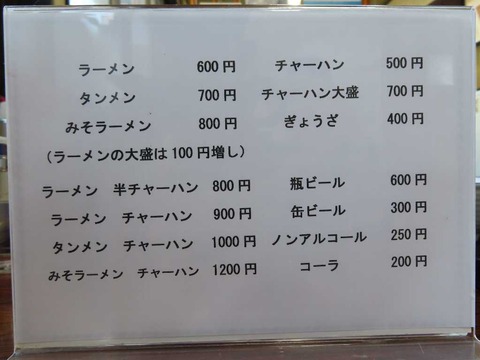 ラーメン 600円 チャーハン 500円
タンメン 700円 チャーハン大盛 700円
みそラーメン 800円 ぎょうざ 400円
(ラーメンの大盛は100円増し)
ラーメン 半チャーハン 800円 瓶ビール 600円
ラーメン チャーハン 900円 缶ビール 300円
タンメン チャーハン 1000円 ノンアルコール 250円
みそラーメン チャーハン 1200円 コーラ 200円